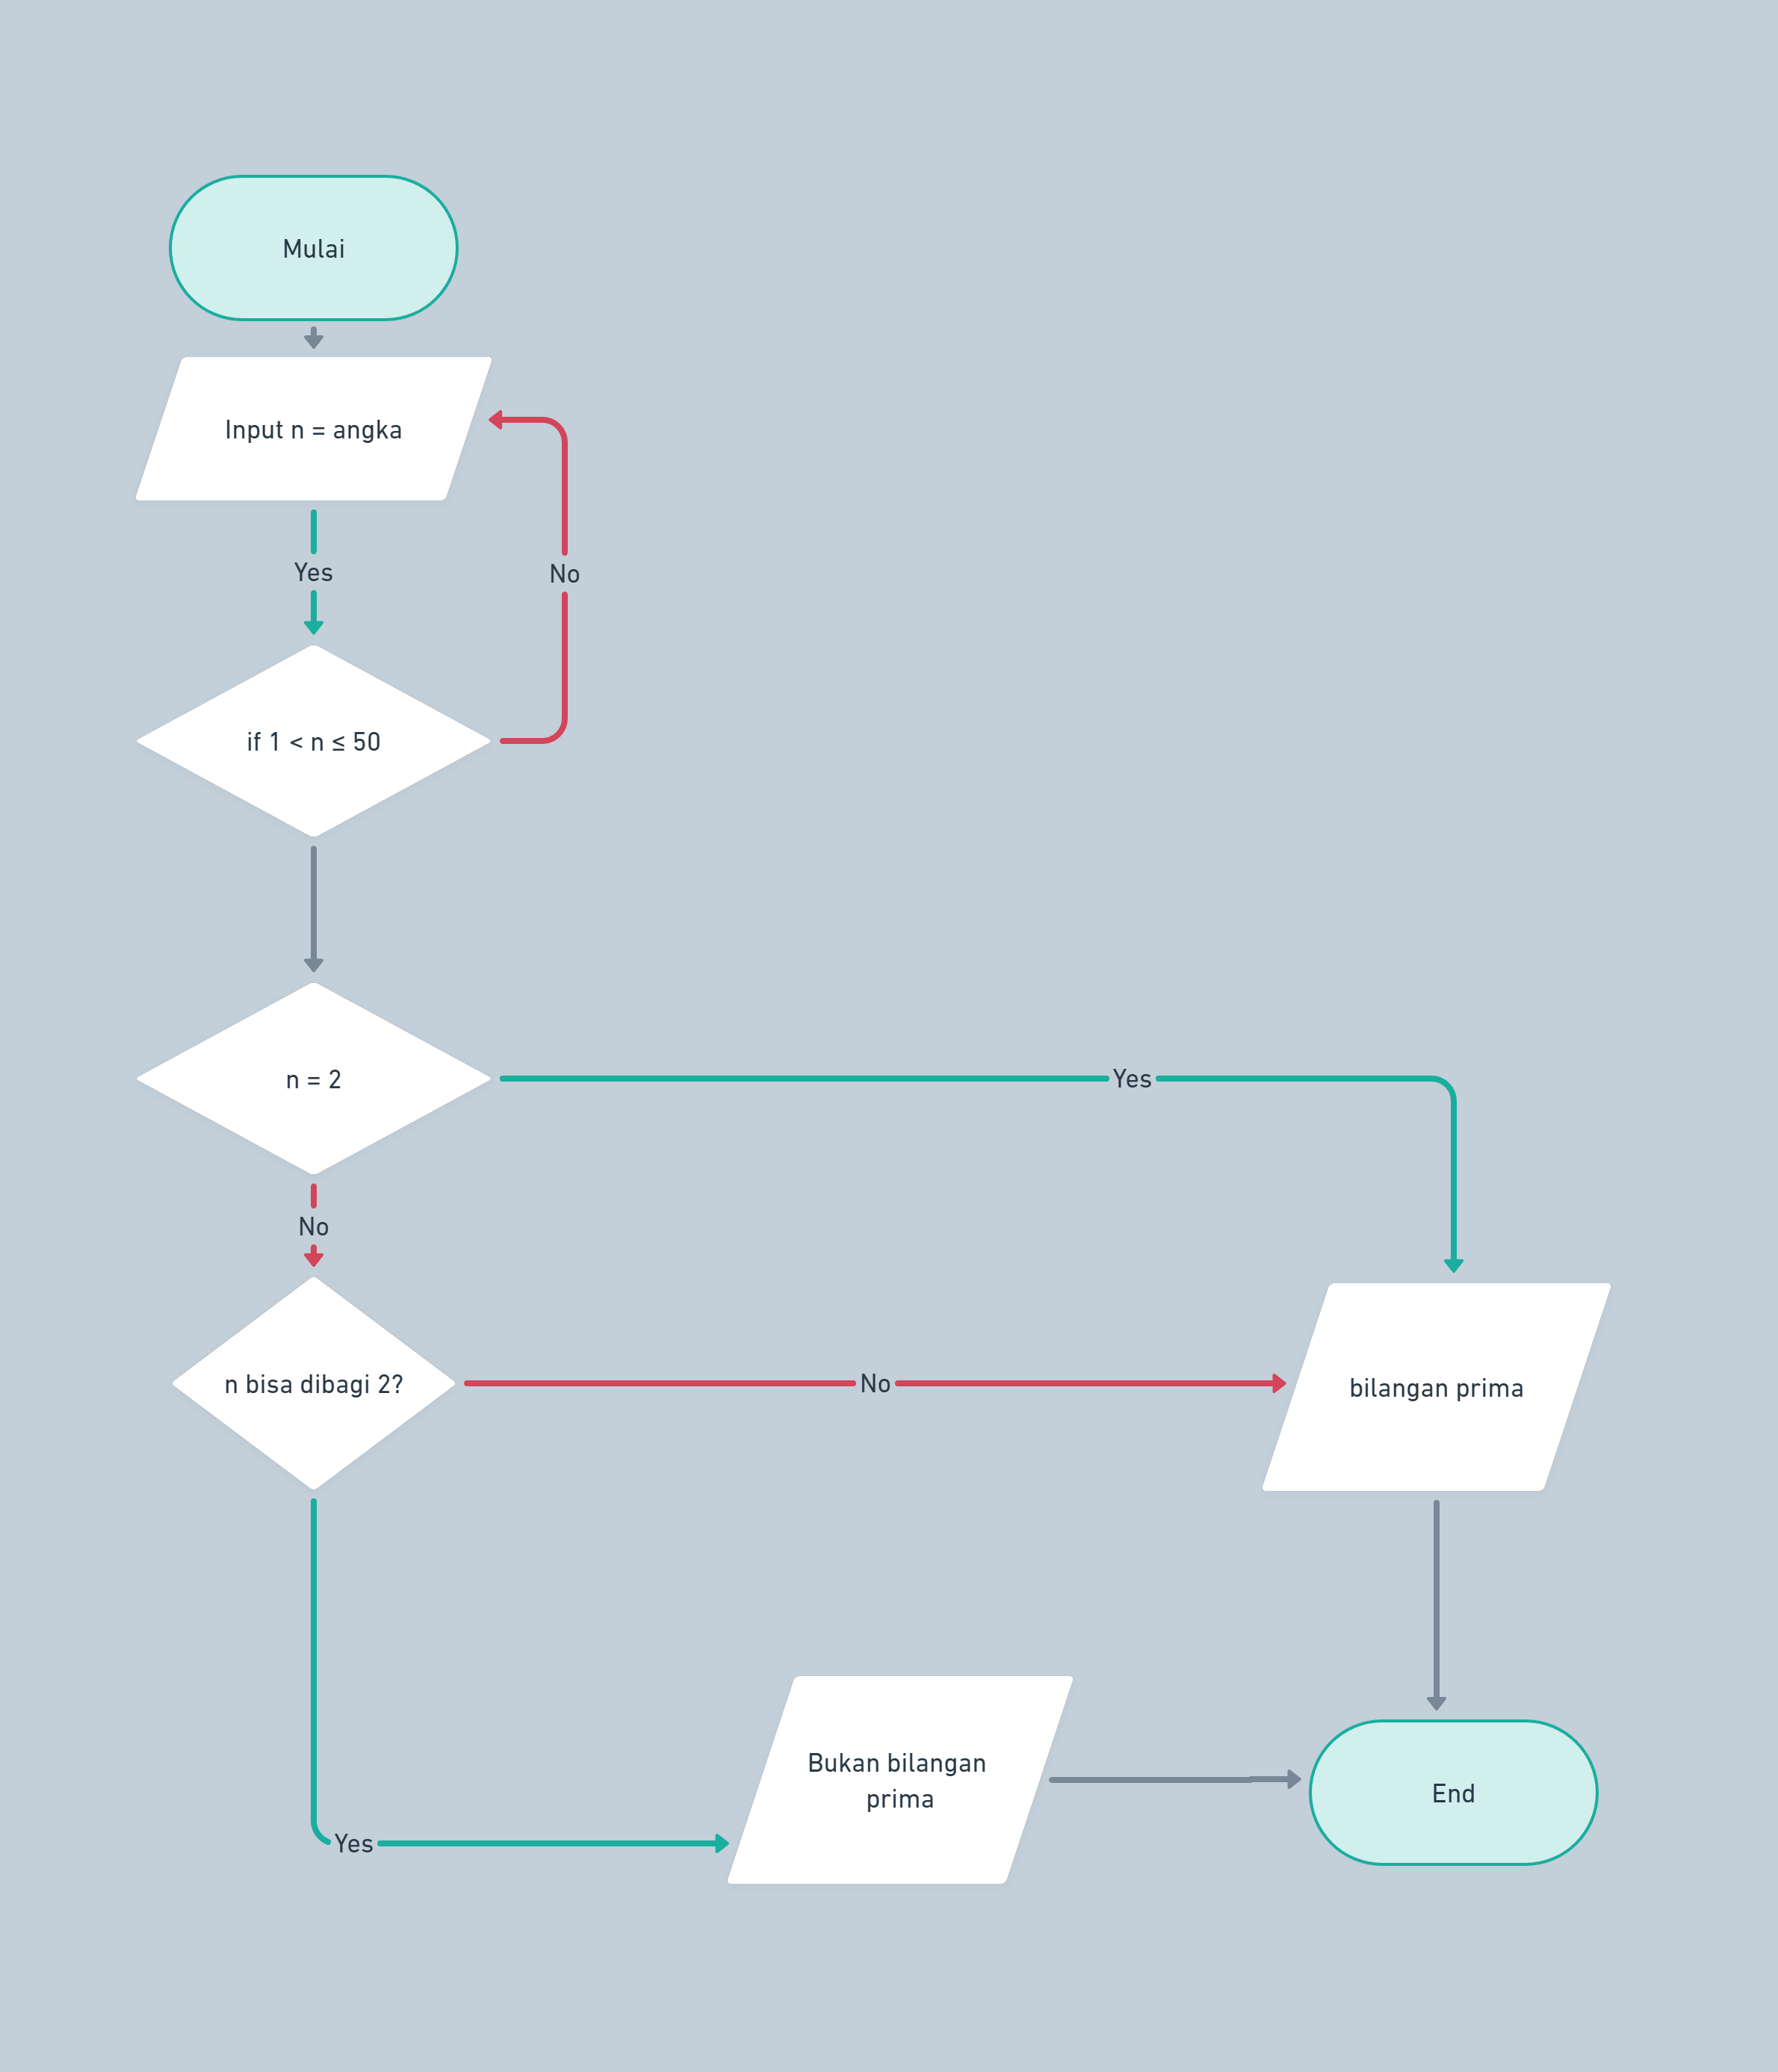 Mulai
Input n = angka
Yes
No
if 1 < n ≤ 50
n = 2
Yes
No
n bisa dibagi 2?
No
bilangan prima
Bukan bilangan
prima
End
Yes